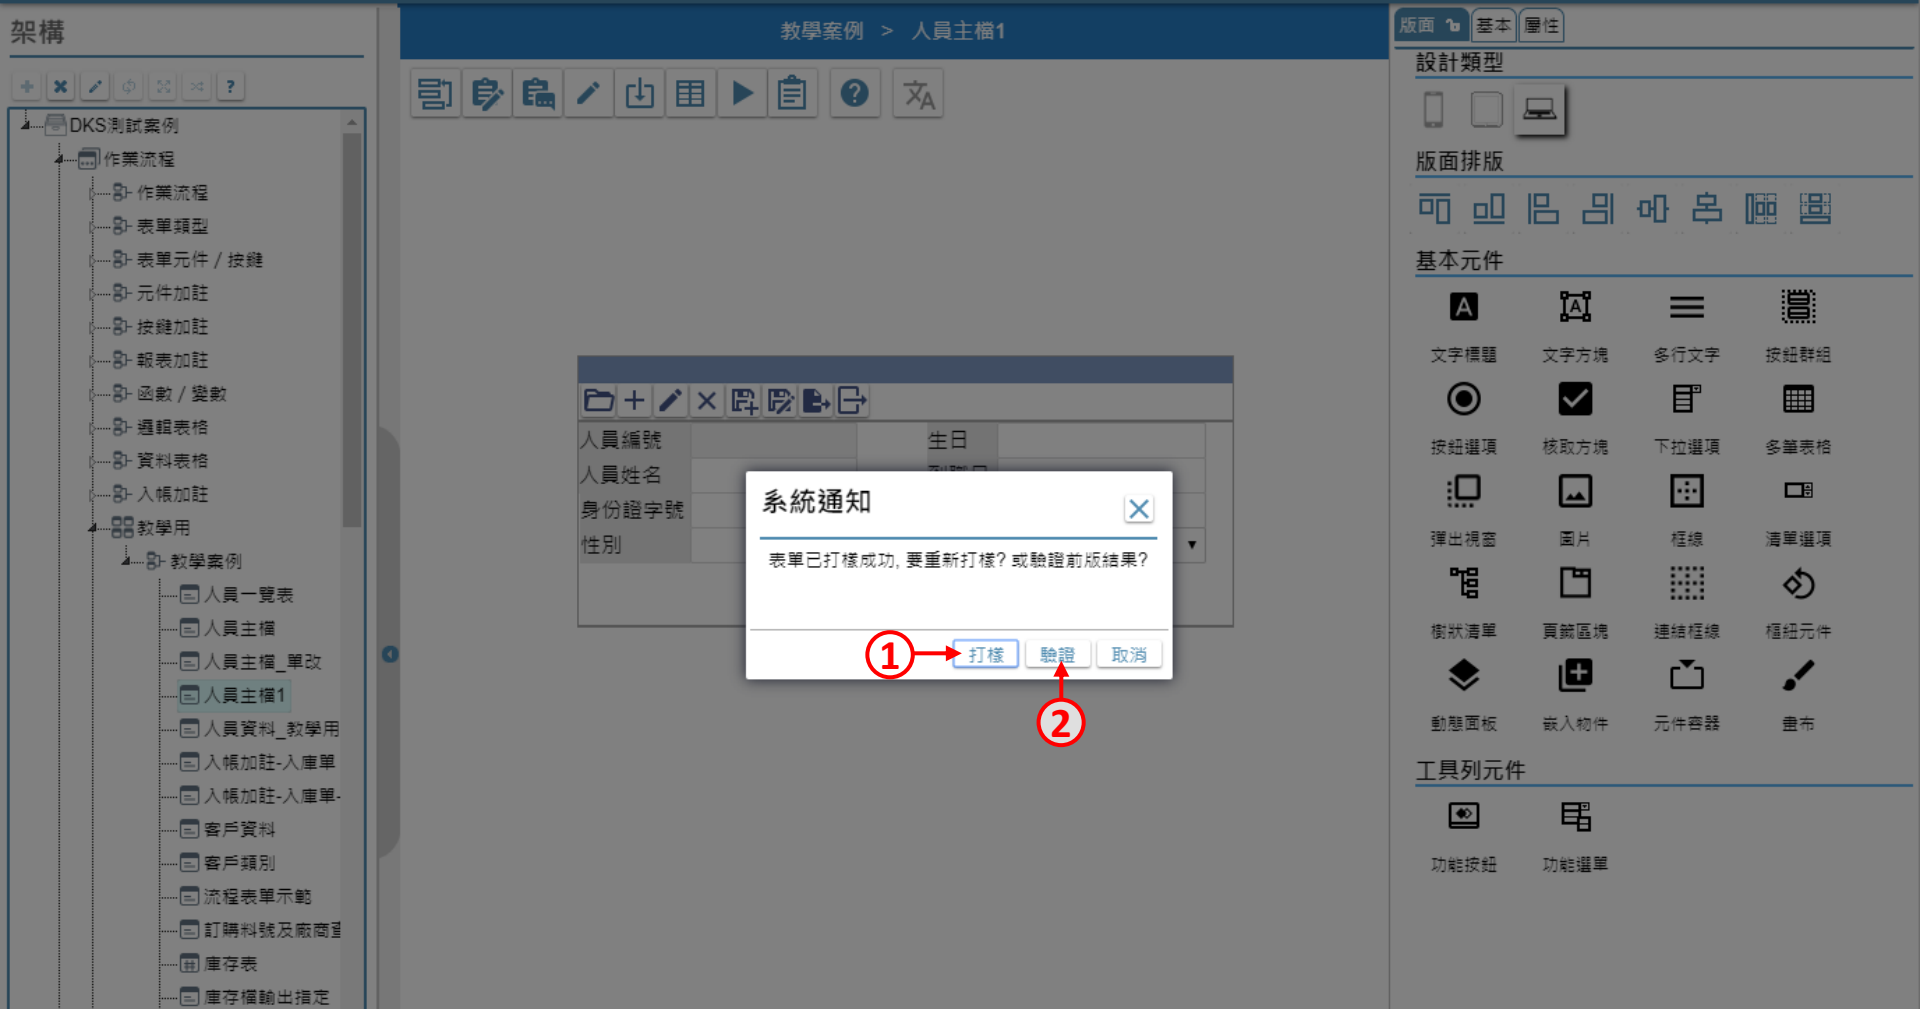 架構
DKS測試案例
作業流程
作業流程
表單類型
表單元件 / 按鍵
元件加註
按鍵加註
報表加註
函數 / 變數
邏輯表格
資料表格
入帳加註
教學用
教學案例
人員一覽表
人員主檔
人員主檔_單改
人員主檔1
人員資料_教學用
入帳加註-入庫單
入帳加註-入庫單-
客戶資料
客戶類別
流程表單示範
訂購料號及廠商
庫存表
庫存檔輸出指定
教學案例 > 人員主檔1
人員編號 生日
人員姓名
身份證字號
性別
系統通知
表單已打樣成功, 要重新打樣? 或驗證前版結果?
1 打樣 驗證 取消
2
版面 基本 屬性
設計類型
版面排版
基本元件
文字標題 文字方塊 多行文字 按鈕群組
按鈕選項 核取方塊 下拉選項 多筆表格
彈出視窗 圖片 框線 清單選項
樹狀清單 頁籤區塊 連結框線 樞紐元件
動態面板 嵌入物件 元件容器 畫布
工具列元件
功能按鈕 功能選單